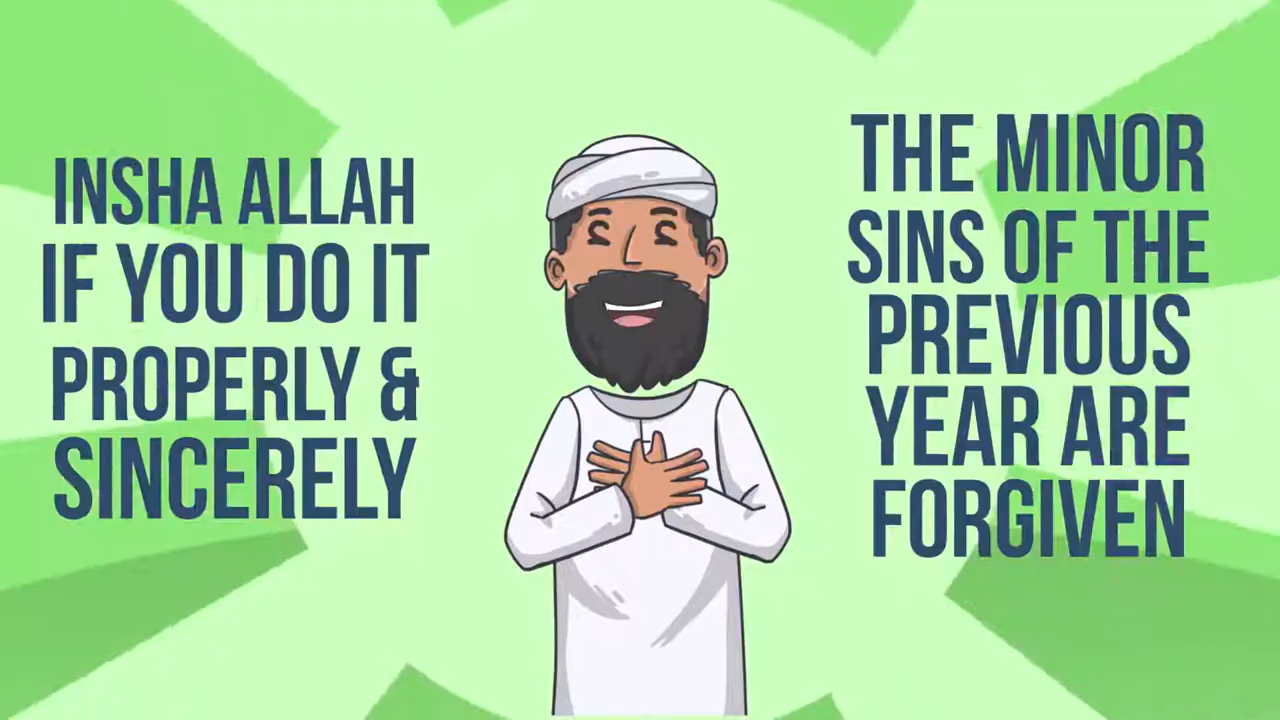 INSHA ALLAH
IF YOU DO IT
PROPERLY &
SINCERELY
THE MINOR
SINS OF THE
PREVIOUS
YEAR ARE
FORGIVEN